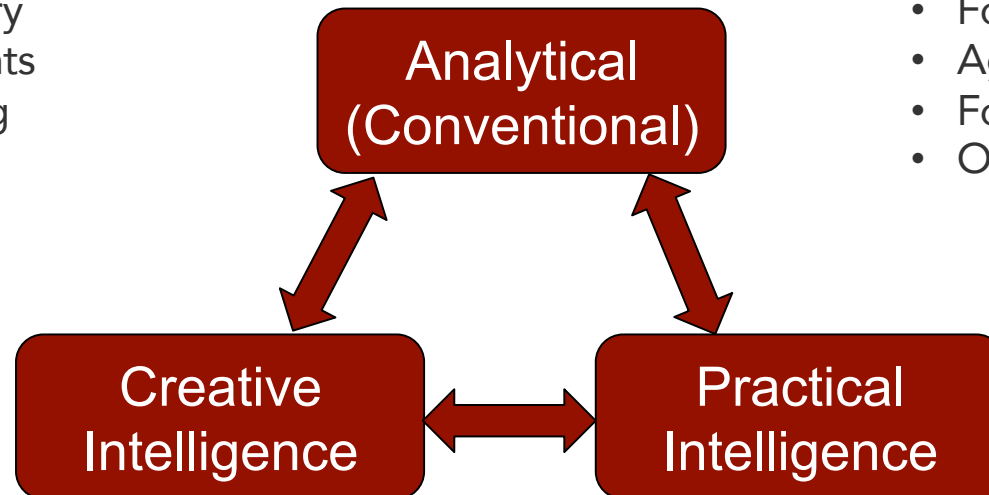 Analytical
(Conventional)
Creative
Intelligence
Practical
Intelligence